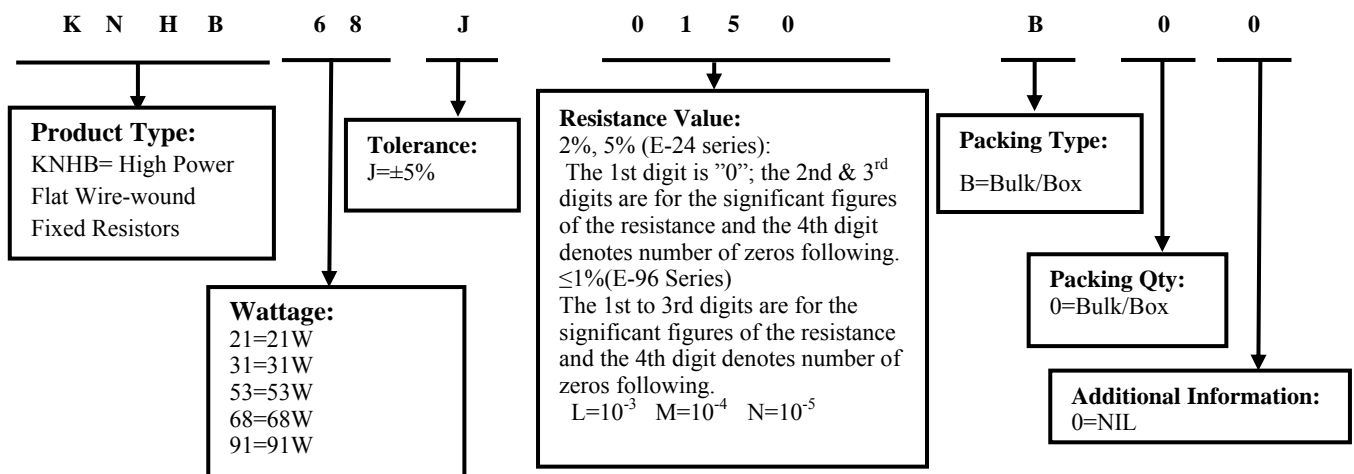 K N H B 6 8 J 0 1 5 0 B 0 0
Product Type:
KNHB= High Power
Flat Wire-wound
Fixed Resistors
Wattage:
21=21W
31=31W
53=53W
68=68W
91=91W
Tolerance:
J=±5%
Resistance Value:
2%, 5% (E-24 series):
The 1st digit is ”0”; the 2nd & 3rd
digits are for the significant figures
of the resistance and the 4th digit
denotes number of zeros following.
≤1%(E-96 Series)
The 1st to 3rd digits are for the
significant figures of the resistance
and the 4th digit denotes number of
zeros following.
L=10-3 M=10-4 N=10-5
Packing Type:
B=Bulk/Box
Packing Qty:
0=Bulk/Box
Additional Information:
0=NIL